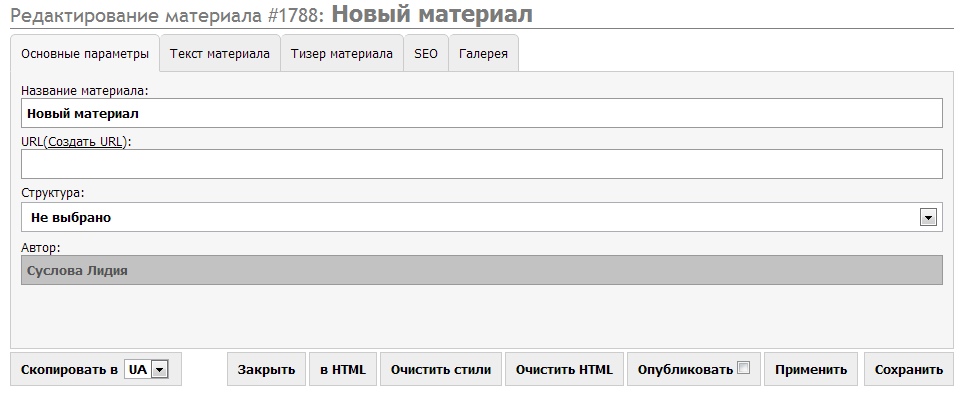 Редактирование материала #1788: Новый материал
Основные параметры Текст материала Тизер материала SEO Галерея
Название материала:
Новый материал
URL(Создать URL):
Структура:
Не выбрано
Автор:
Суслова Лидия
Скопировать в UA Закрыть в HTML Очистить стили Очистить HTML Опубликовать Применить Сохранить